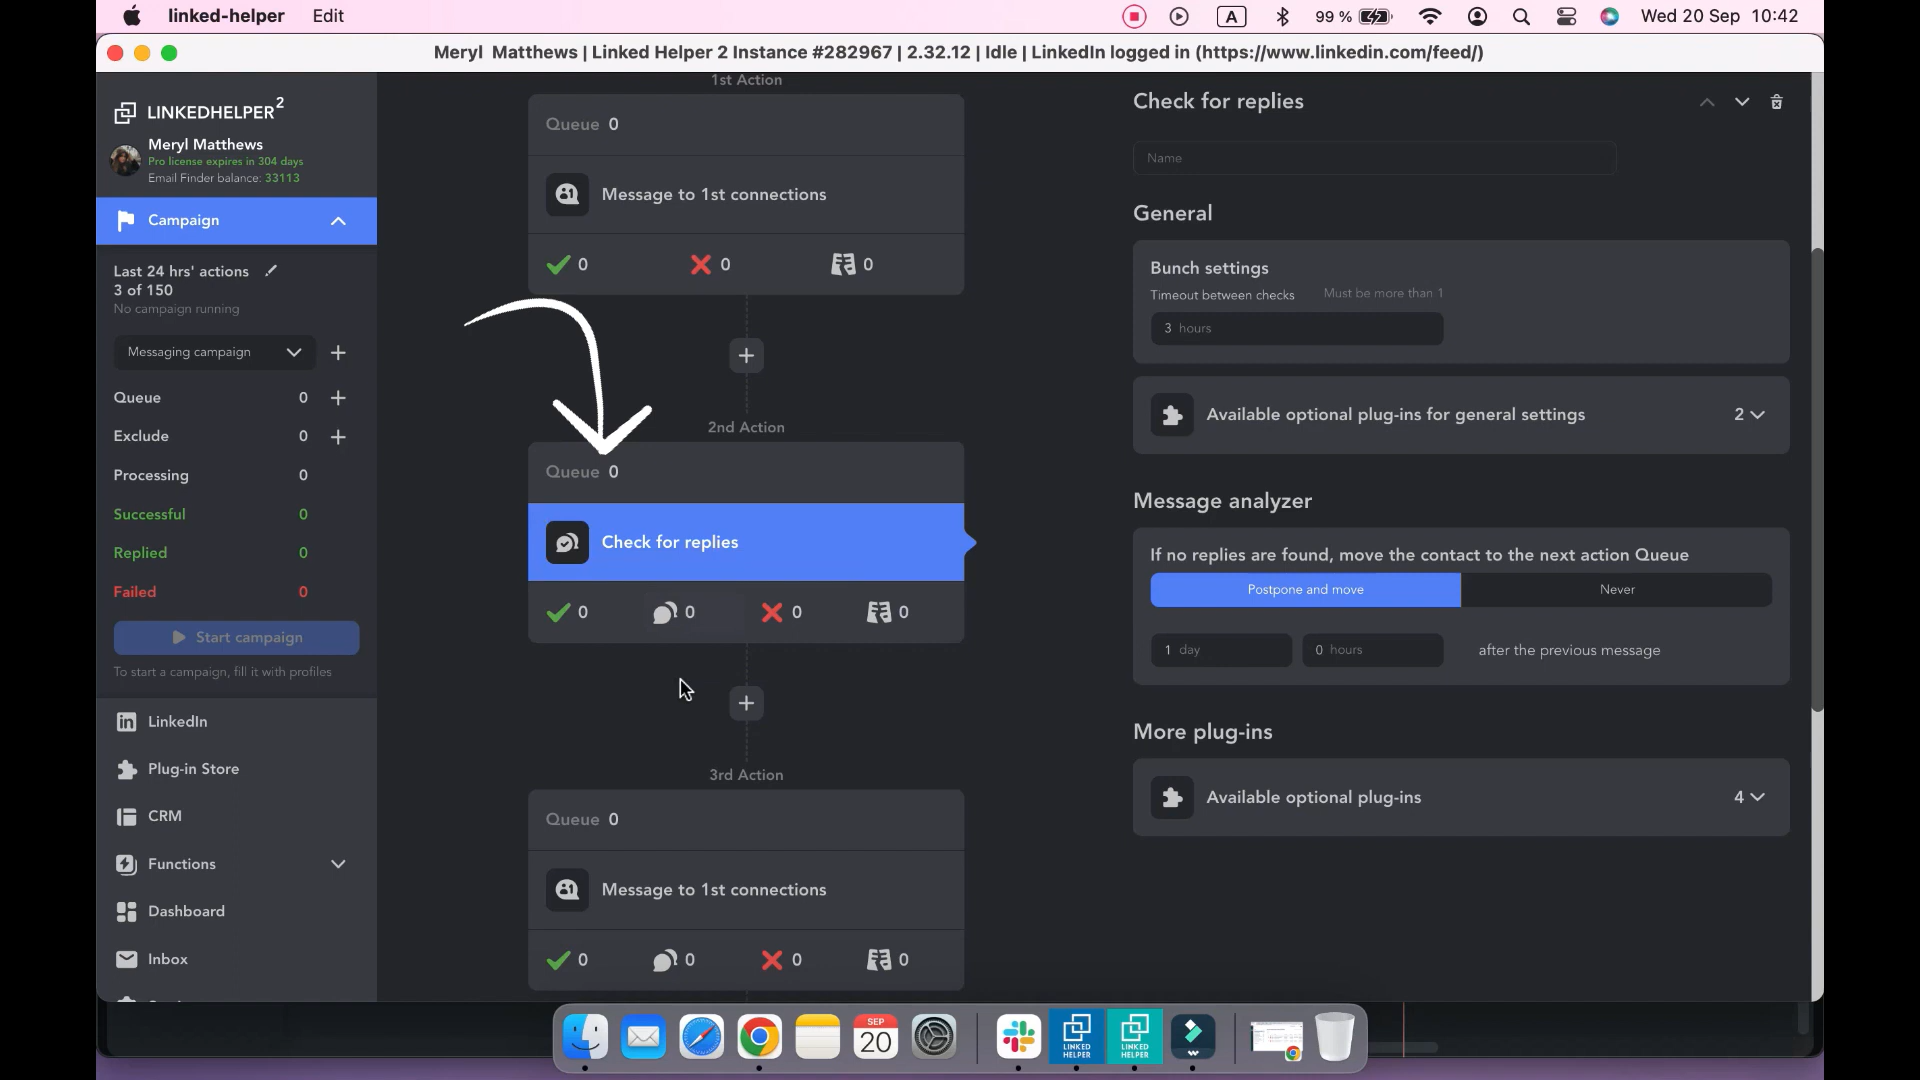 linked-helper Edit
A 99 % Wed 20 Sep 10:42
Meryl Matthews | Linked Helper 2 Instance #282967 | 2.32.12 | Idle | LinkedIn logged in (https://www.linkedin.com/feed/)
LINKEDHELPER2
Meryl Matthews
Pro license expires in 304 days
Email Finder balance: 33113
Campaign
Last 24 hrs' actions
3 of 150
No campaign running
Messaging campaign
Queue 0
Exclude 0
Processing 0
Successful 0
Replied 0
Failed 0
Start campaign
To start a campaign, fill it with profiles
LinkedIn
Plug-in Store
CRM
Functions
Dashboard
Inbox
1st Action
Queue 0
Message to 1st connections
0 0 0
2nd Action
Queue 0
Check for replies
0 0 0 0
3rd Action
Queue 0
Message to 1st connections
0 0 0 0
Check for replies
Name
General
Bunch settings
Timeout between checks Must be more than 1
3 hours
Available optional plug-ins for general settings 2
Message analyzer
If no replies are found, move the contact to the next action Queue
Postpone and move Never
1 day 0 hours after the previous message
More plug-ins
Available optional plug-ins 4
SEP
20
LINKED
HELPER
LINKED
HELPER